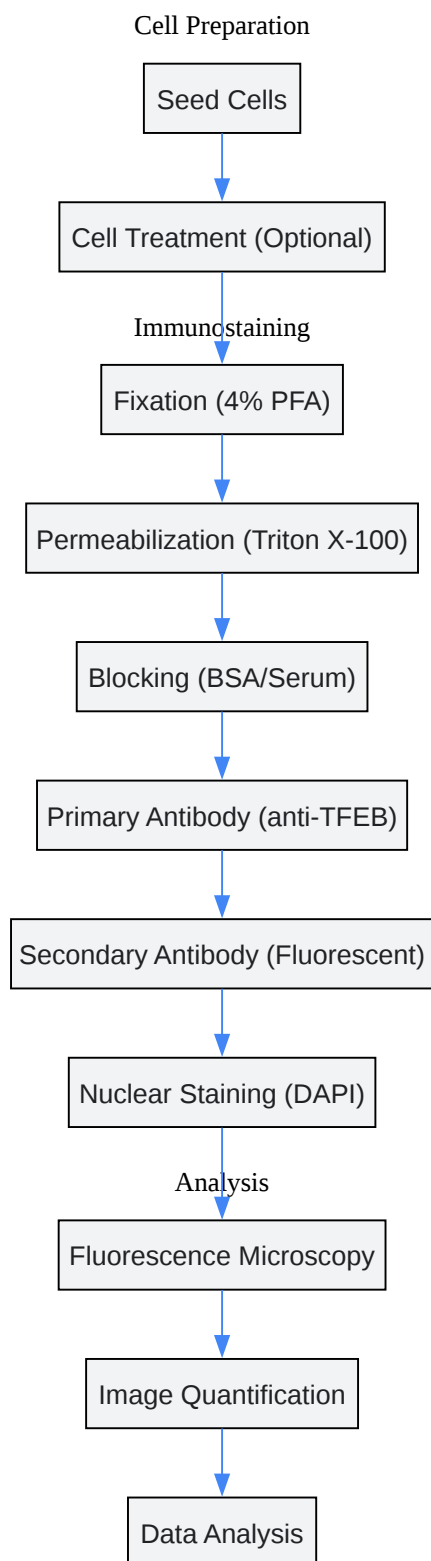 Cell Preparation
Seed Cells
Cell Treatment (Optional)
Immunostaining
Fixation (4% PFA)
Permeabilization (Triton X-100)
Blocking (BSA/Serum)
Primary Antibody (anti-TFEB)
Secondary Antibody (Fluorescent)
Nuclear Staining (DAPI)
Analysis
Fluorescence Microscopy
Image Quantification
Data Analysis